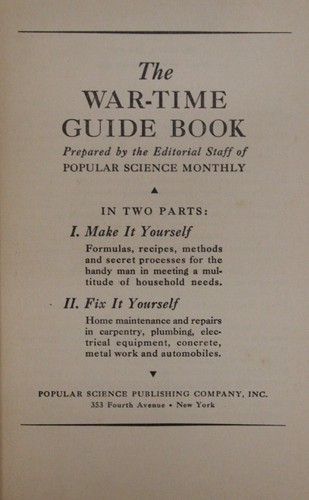 The
WAR-TIME
GUIDE BOOK
Prepared by the Editorial Staff of
POPULAR SCIENCE MONTHLY
▲
IN TWO PARTS:
I. Make It Yourself
Formulas, recipes, methods
and secret processes for the
handy man in meeting a mul-
titude of household needs.
II. Fix It Yourself
Home maintenance and repairs
in carpentry, plumbing, elec-
trical equipment, concrete,
metal work and automobiles.
▲
POPULAR SCIENCE PUBLISHING COMPANY, INC.
353 Fourth Avenue • New York